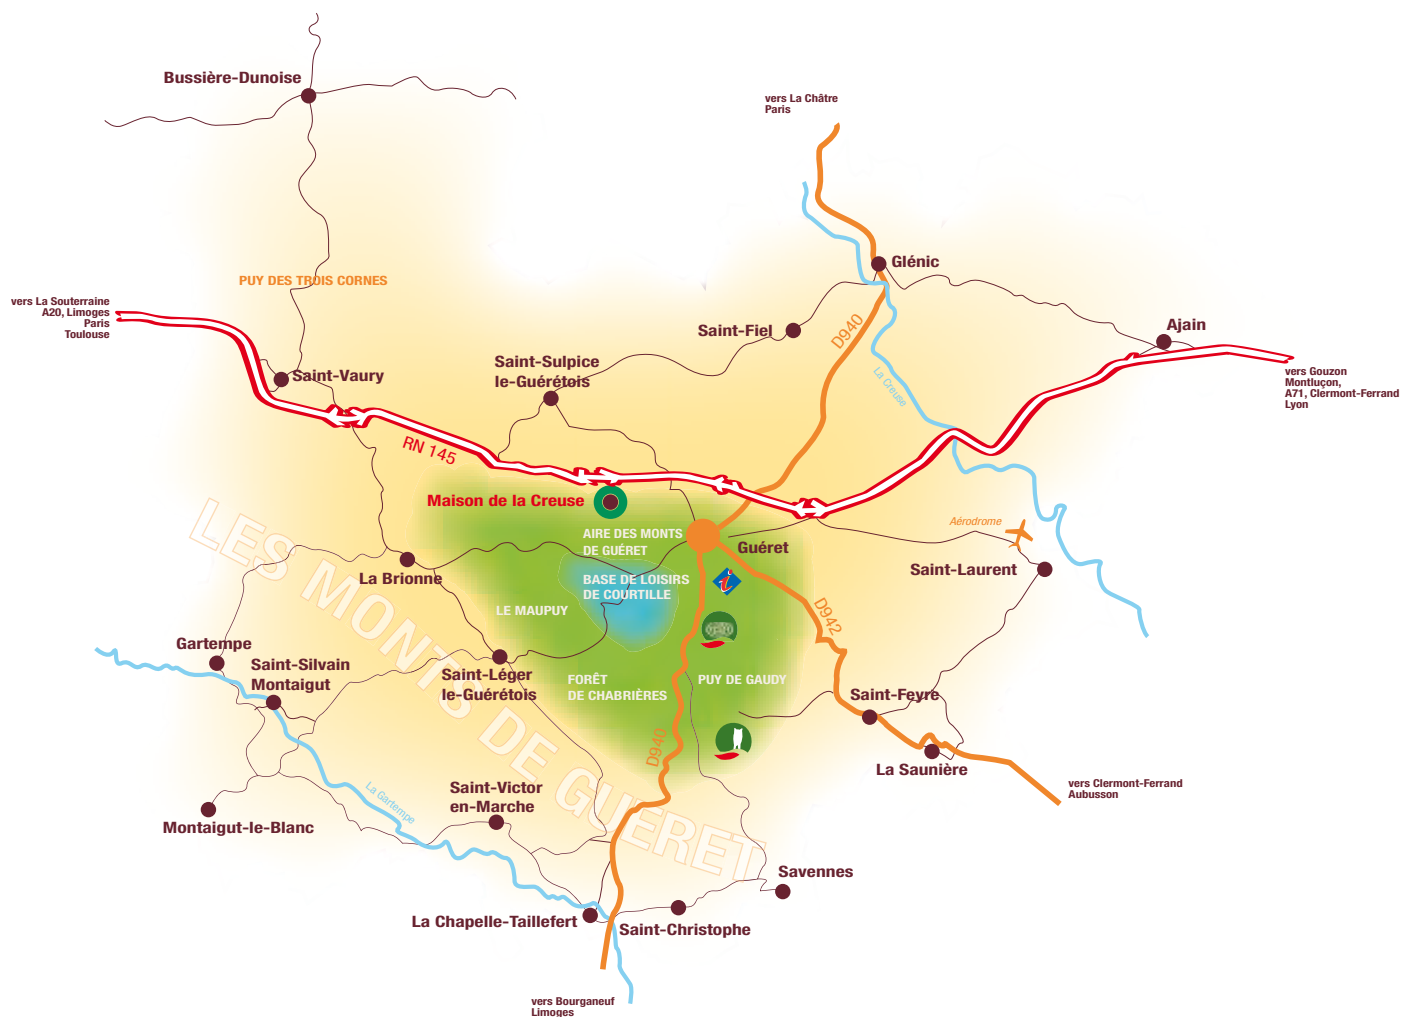 Bussière-Dunoise
vers La Châtre
Paris
Glénic
PUY DES TROIS CORNES
vers La Souterraine
A20, Limoges
Paris
Toulouse
Saint-Fiel
D940
Ajain
Saint-Sulpice
le-Guérétois
Saint-Vaury
La Creuse
vers Gouzon
Montluçon,
A71, Clermont-Ferrand
Lyon
RN 145
Maison de la Creuse
AIRE DES MONTS
DE GUÉRET
Guéret
Aérodrome
Saint-Laurent
La Brionne
BASE DE LOISIRS
DE COURTILLE
i
LE MAUPUY
D942
LES MONTS DE GUÉRET
Gartempe
Saint-Silvain
Montaigut
Saint-Léger
le-Guérétois
FORÊT
DE CHABRIÈRES
PUY DE GAUDY
Saint-Feyre
D940
La Saunière
vers Clermont-Ferrand
Aubusson
La Gartempe
Saint-Victor
en-Marche
Montaigut-le-Blanc
Savennes
La Chapelle-Taillefert
Saint-Christophe
vers Bourganeuf
Limoges